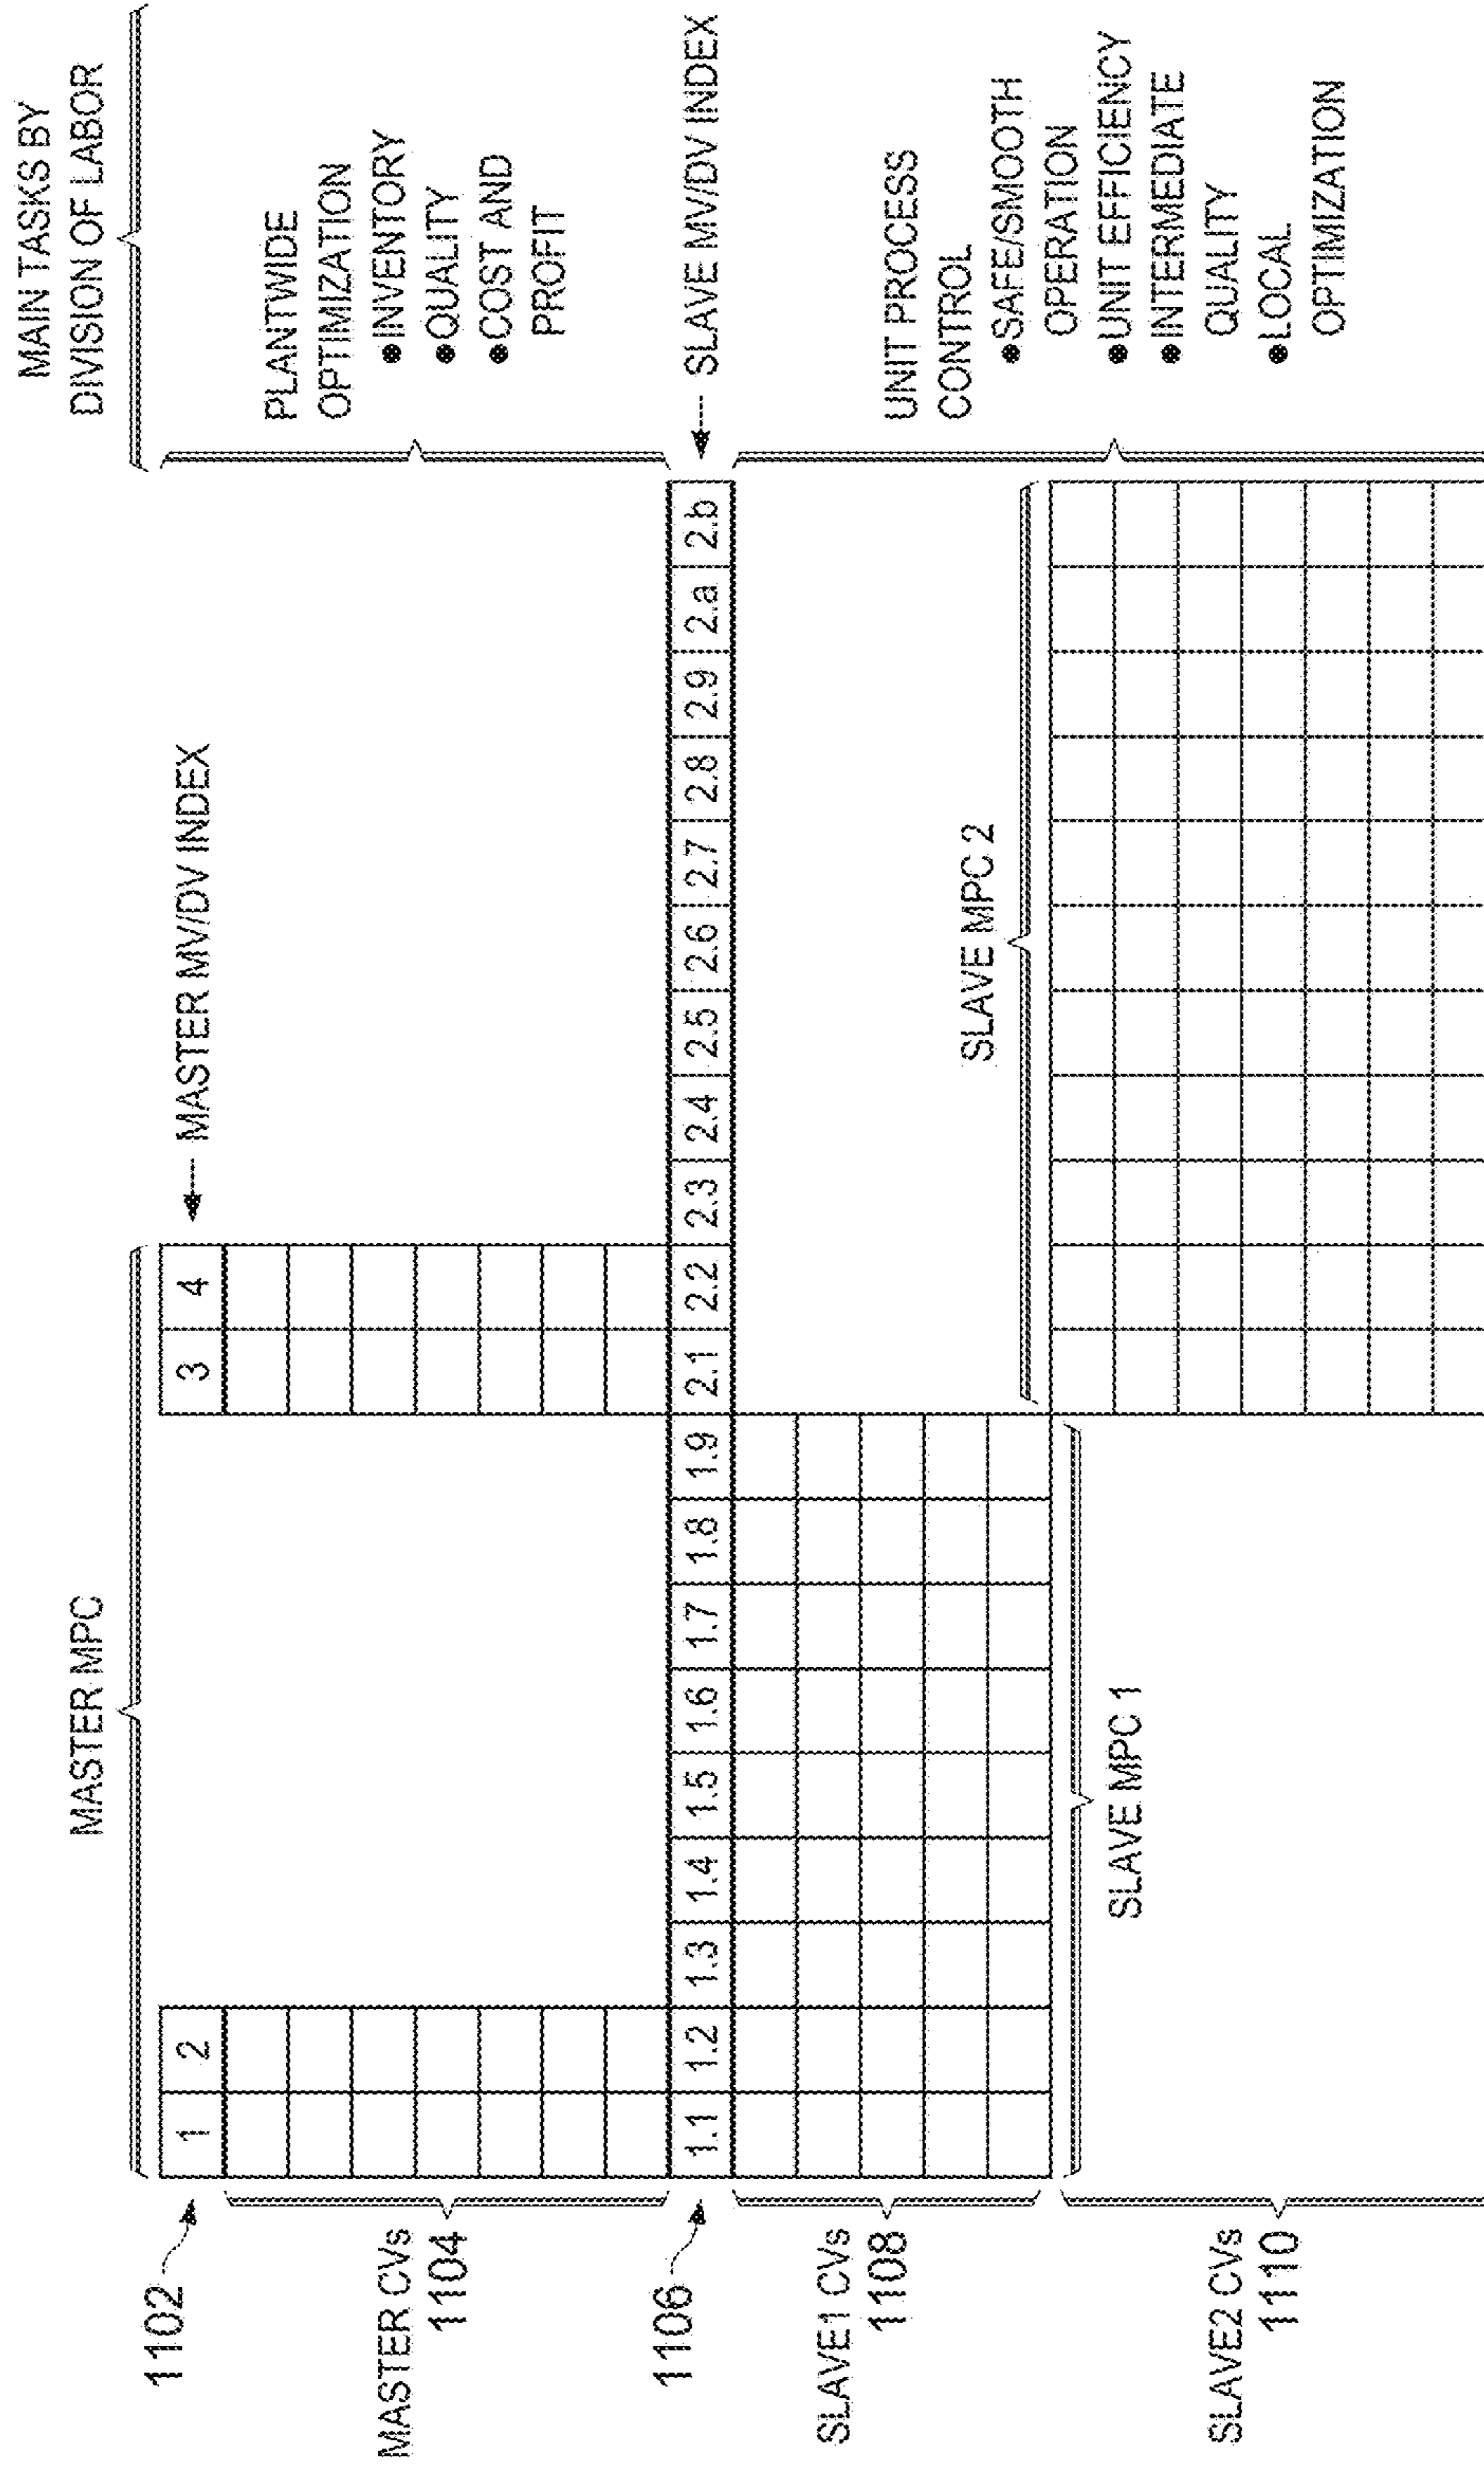 MAIN TASKS BY
DIVISION OF LABOR
MASTER MPC
1102
1 2 3 4
MASTER MV/DV INDEX
MASTER CVs
1104
PLANTWIDE
OPTIMIZATION
●INVENTORY
●QUALITY
●COST AND
PROFIT
1106
1.1 1.2 1.3 1.4 1.5 1.6 1.7 1.8 1.9 2.1 2.2 2.3 2.4 2.5 2.6 2.7 2.8 2.9 2.a 2.b
SLAVE MV/DV INDEX
SLAVE1 CVs
1108
SLAVE MPC 2
SLAVE MPC 1
UNIT PROCESS
CONTROL
●SAFE/SMOOTH
OPERATION
●UNIT EFFICIENCY
●INTERMEDIATE
QUALITY
●LOCAL
OPTIMIZATION
SLAVE2 CVs
1110